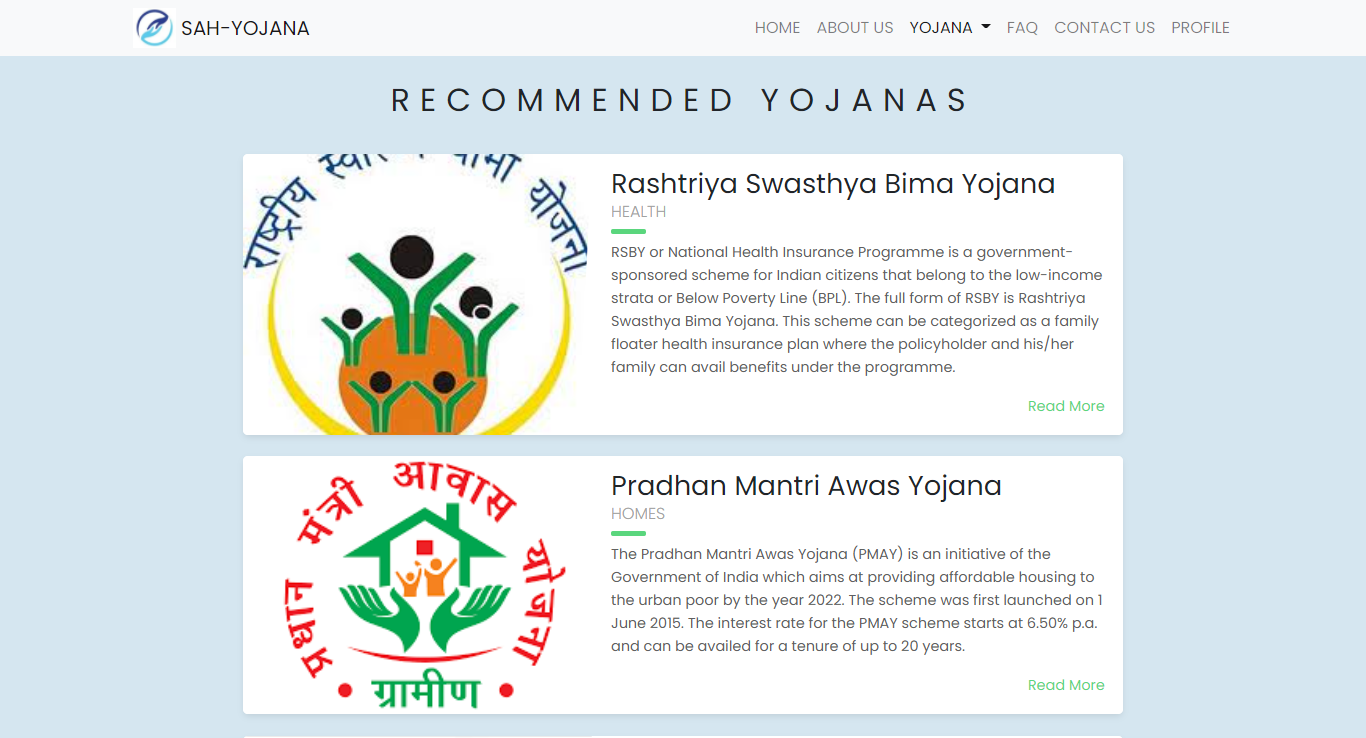 SAH-YOJANA
HOME ABOUT US YOJANA FAQ CONTACT US PROFILE
RECOMMENDED YOJANAS
राष्ट्रीय
योजना
Rashtriya Swasthya Bima Yojana
HEALTH
RSBY or National Health Insurance Programme is a government-
sponsored scheme for Indian citizens that belong to the low-income
strata or Below Poverty Line (BPL). The full form of RSBY is Rashtriya
Swasthya Bima Yojana. This scheme can be categorized as a family
floater health insurance plan where the policyholder and his/her
family can avail benefits under the programme.
Read More
प्रधान मंत्री आवास योजना
ग्रामीण
Pradhan Mantri Awas Yojana
HOMES
The Pradhan Mantri Awas Yojana (PMAY) is an initiative of the
Government of India which aims at providing affordable housing to
the urban poor by the year 2022. The scheme was first launched on 1
June 2015. The interest rate for the PMAY scheme starts at 6.50% p.a.
and can be availed for a tenure of up to 20 years.
Read More